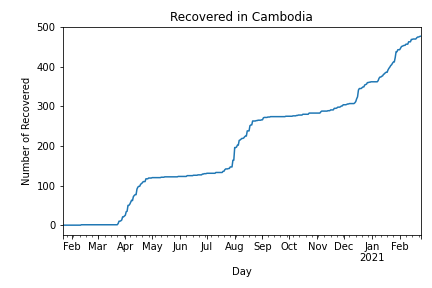 Recovered in Cambodia
Number of Recovered
500
400
300
200
100
0
Feb Mar Apr May Jun Jul Aug Sep Oct Nov Dec Jan Feb
2021
Day